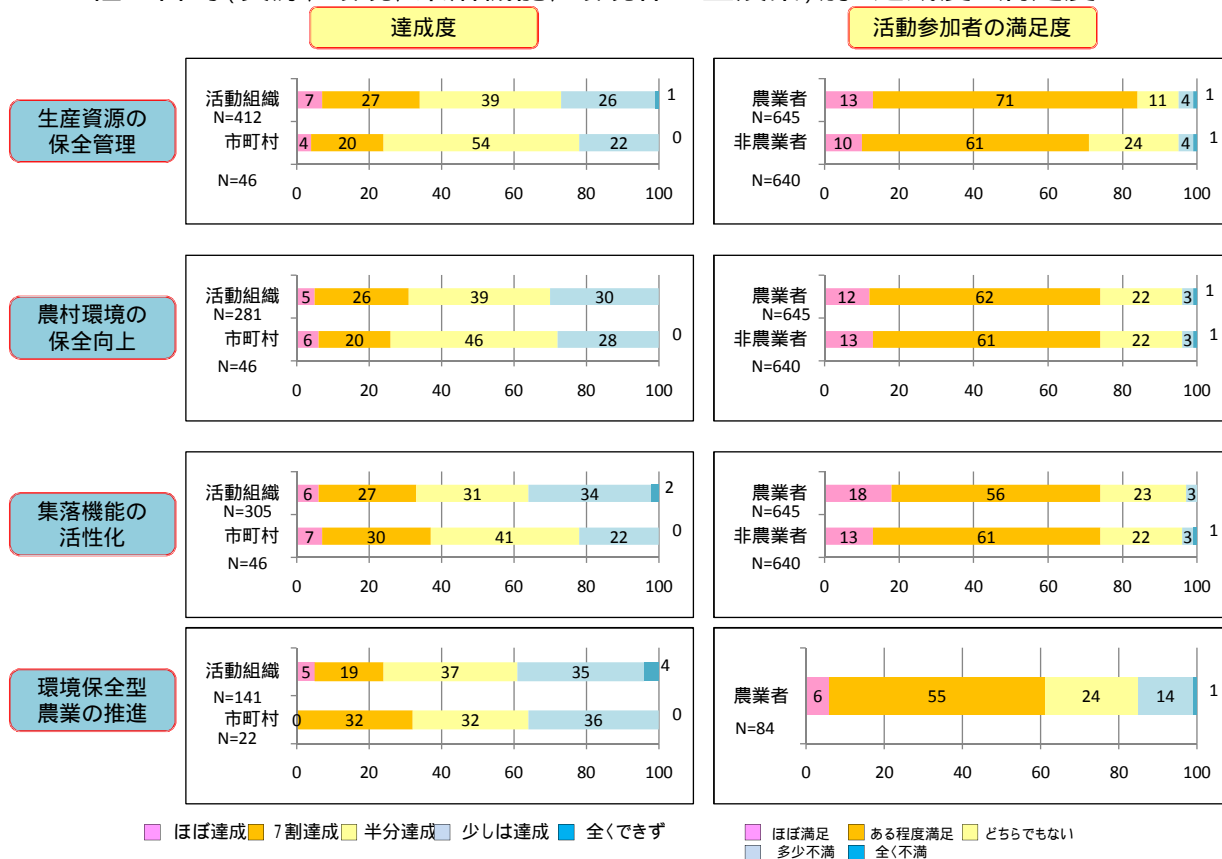 達成度
活動参加者の満足度
生産資源の
保全管理
活動組織
N=412
7 27 39 26 1
市町村
4 20 54 22 0
N=46
0 20 40 60 80 100
農業者
N=645
13 71 11 4 1
非農業者
10 61 24 4 1
N=640
0 20 40 60 80 100
農村環境の
保全向上
活動組織
N=281
5 26 39 30
市町村
6 20 46 28 0
N=46
0 20 40 60 80 100
農業者
N=645
12 62 22 3 1
非農業者
13 61 22 3 1
N=640
0 20 40 60 80 100
集落機能の
活性化
活動組織
N=305
6 27 31 34 2
市町村
7 30 41 22 0
N=46
0 20 40 60 80 100
農業者
N=645
18 56 23 3
非農業者
13 61 22 3 1
N=640
0 20 40 60 80 100
環境保全型
農業の推進
活動組織
N=141
5 19 37 35 4
市町村
N=22
0 32 32 36 0
0 20 40 60 80 100
農業者
N=84
6 55 24 14 1
0 20 40 60 80 100
ほぼ達成 7割達成 半分達成 少しは達成 全くできず
ほぼ満足 ある程度満足 どちらでもない
多少不満 全く不満